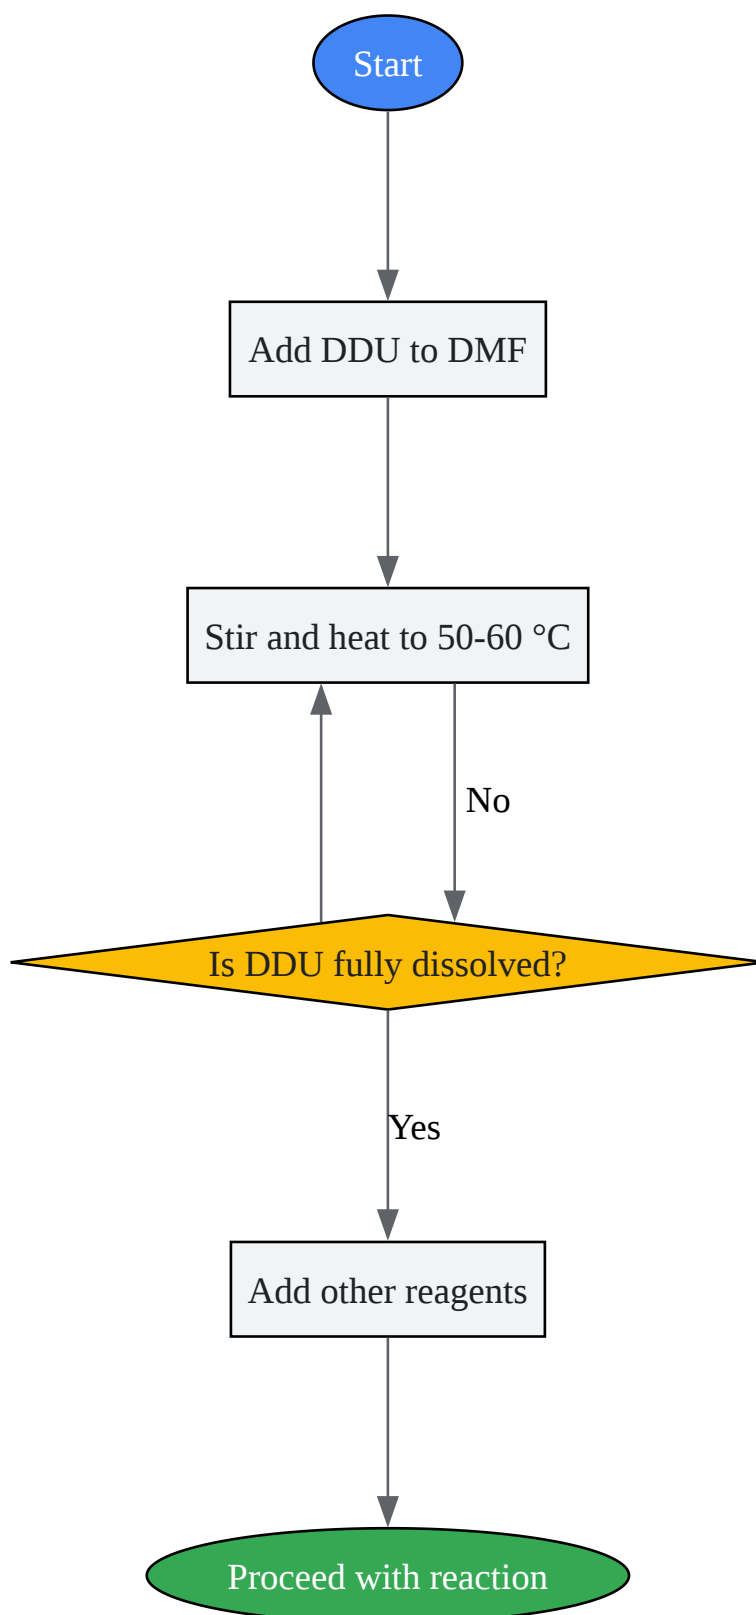 Start
Add DDU to DMF
Stir and heat to 50-60 °C
No
Is DDU fully dissolved?
Yes
Add other reagents
Proceed with reaction